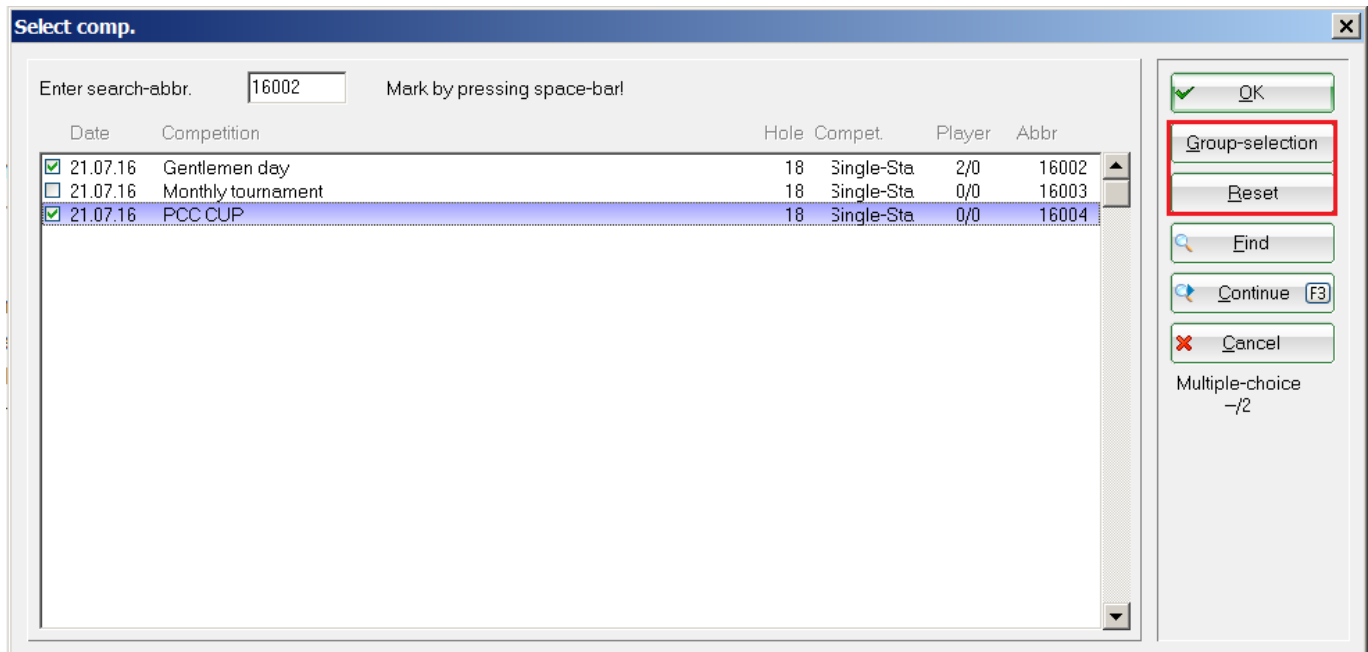 Select comp.
Enter search-abbr. 16002 Mark by pressing space-bar!
Date Competition Hole Compet. Player Abbr
21.07.16 Gentlemen day 18 Single-Sta 2/0 16002
21.07.16 Monthly tournament 18 Single-Sta 0/0 16003
21.07.16 PCC CUP 18 Single-Sta 0/0 16004
OK
Group-selection
Reset
Find
Continue F3
Cancel
Multiple-choice
--/2